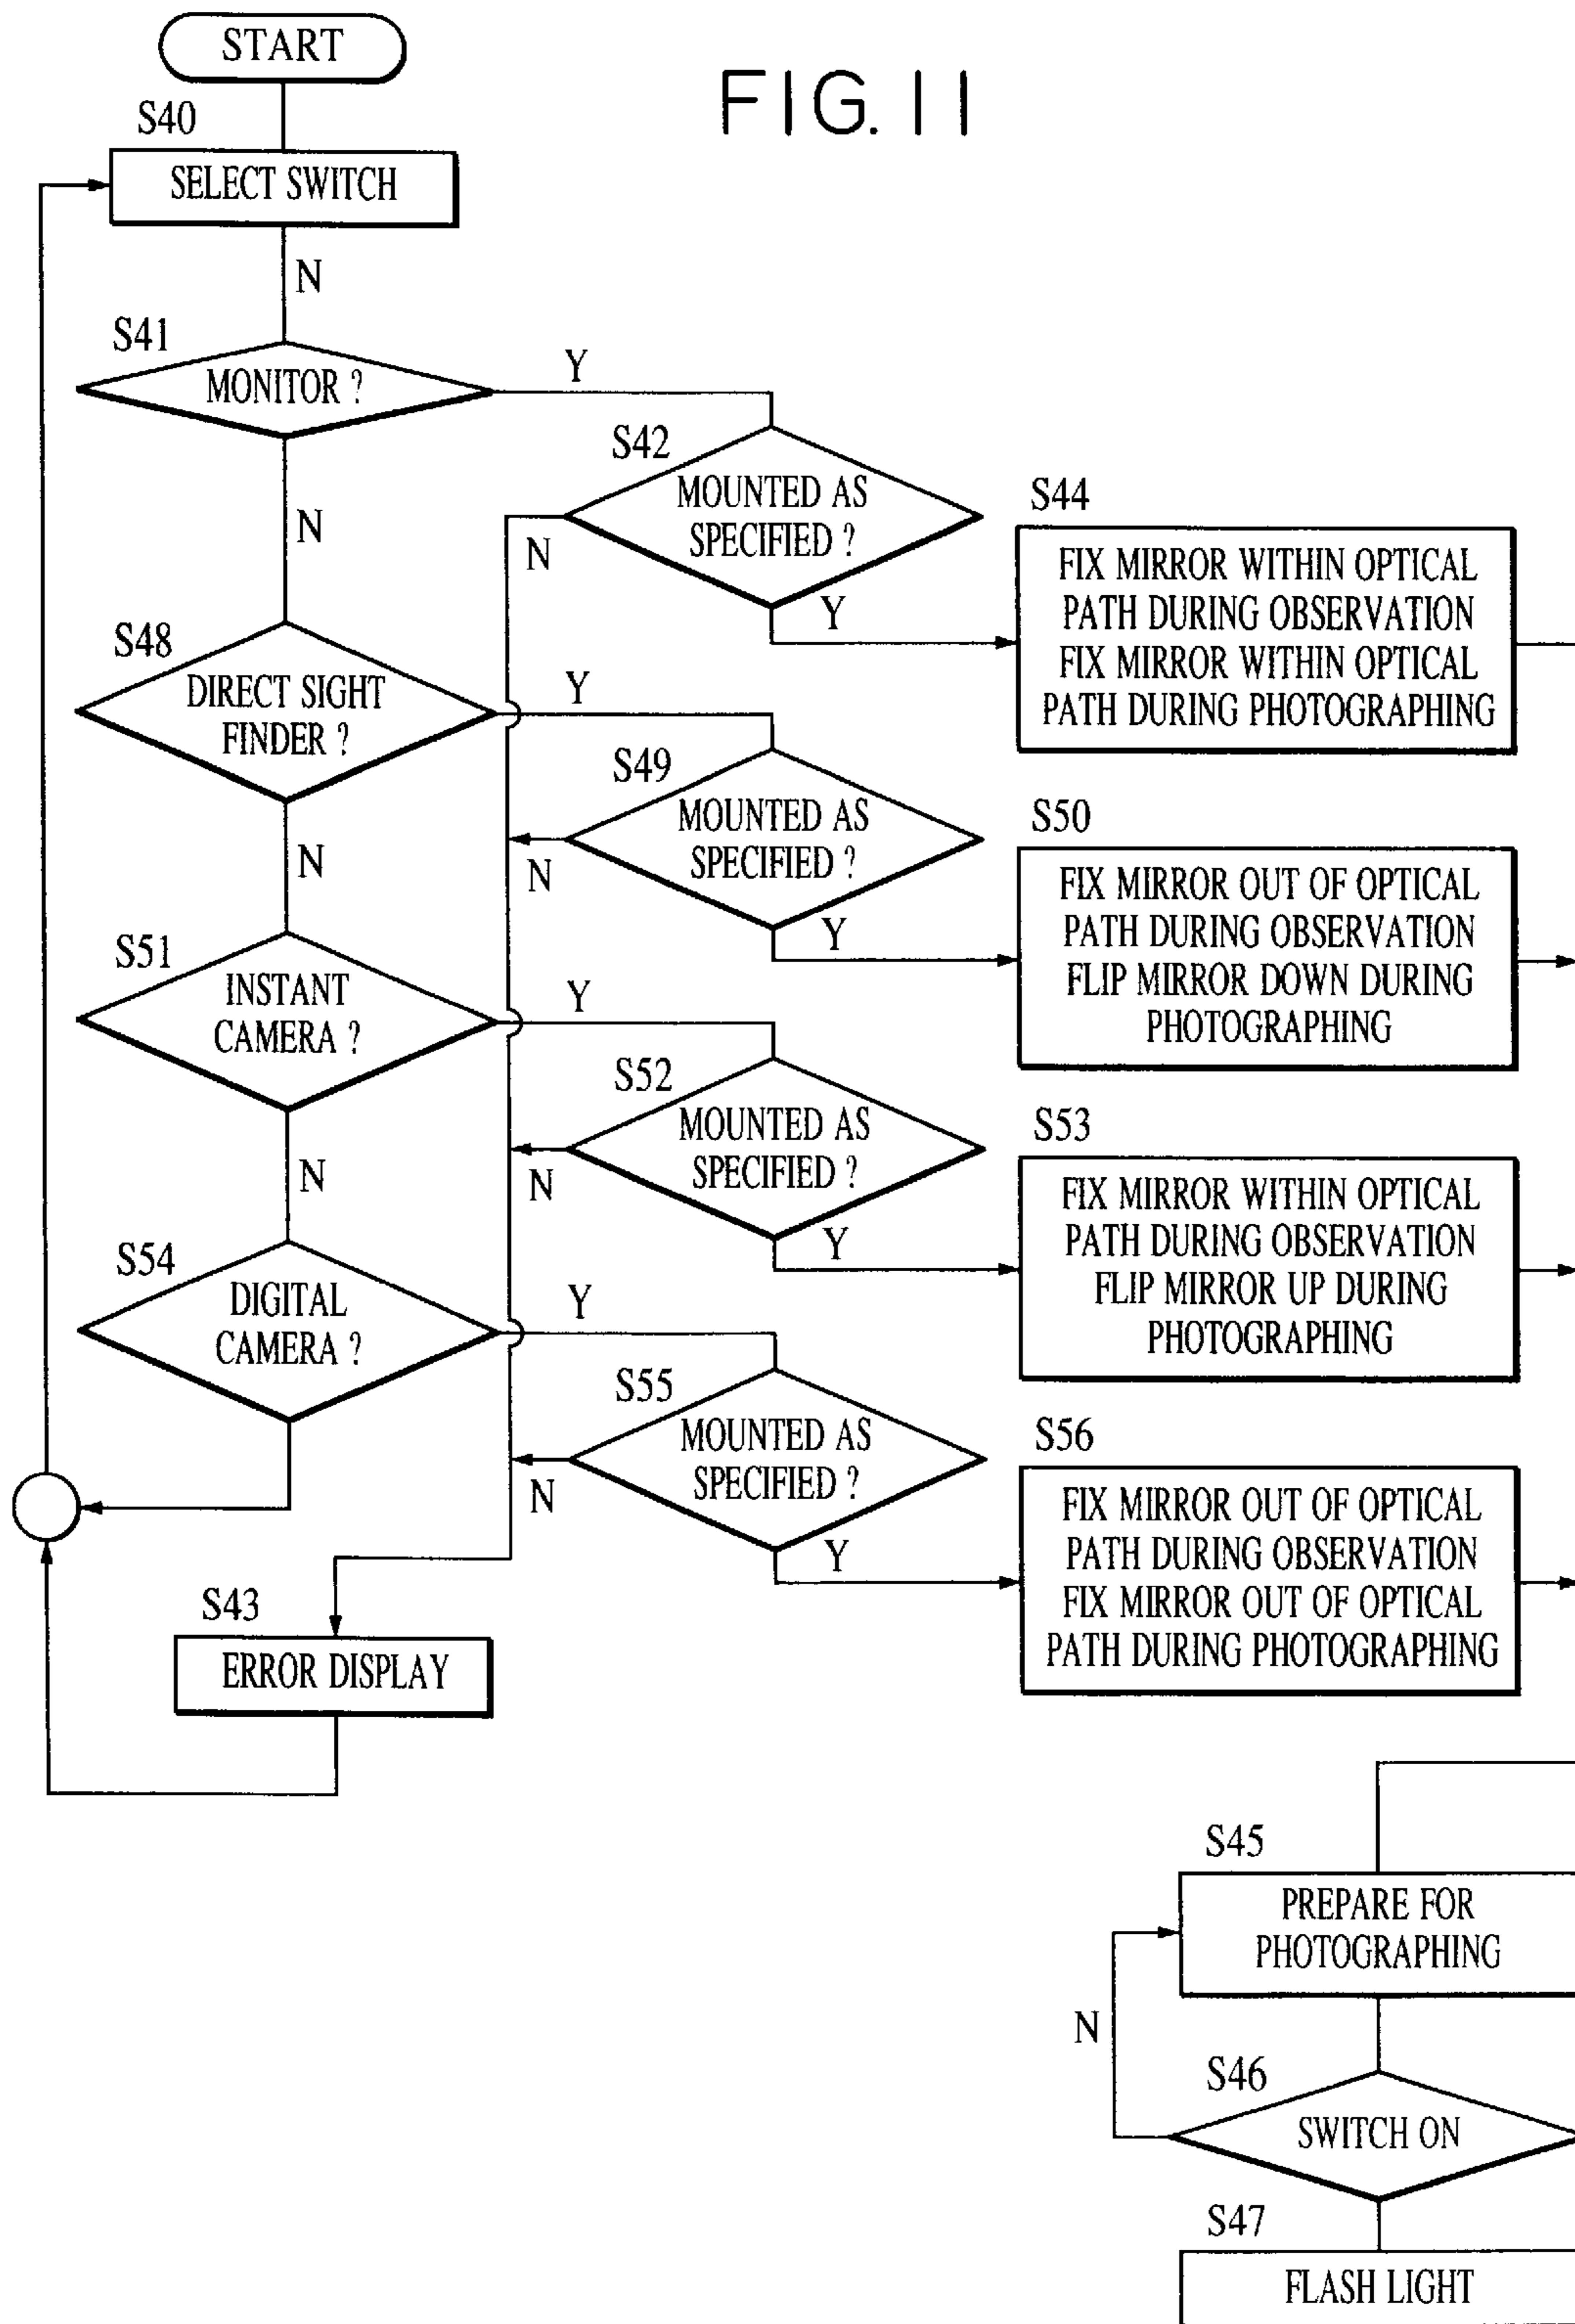 START
FIG. 11
S40
SELECT SWITCH
N
S41
MONITOR ?
Y
S42
MOUNTED AS
SPECIFIED ?
N
Y
S44
FIX MIRROR WITHIN OPTICAL
PATH DURING OBSERVATION
FIX MIRROR WITHIN OPTICAL
PATH DURING PHOTOGRAPHING
N
S48
DIRECT SIGHT
FINDER ?
Y
S49
MOUNTED AS
SPECIFIED ?
N
Y
S50
FIX MIRROR OUT OF OPTICAL
PATH DURING OBSERVATION
FLIP MIRROR DOWN DURING
PHOTOGRAPHING
N
S51
INSTANT
CAMERA ?
Y
S52
MOUNTED AS
SPECIFIED ?
N
Y
S53
FIX MIRROR WITHIN OPTICAL
PATH DURING OBSERVATION
FLIP MIRROR UP DURING
PHOTOGRAPHING
N
S54
DIGITAL
CAMERA ?
Y
S55
MOUNTED AS
SPECIFIED ?
N
Y
S56
FIX MIRROR OUT OF OPTICAL
PATH DURING OBSERVATION
FIX MIRROR OUT OF OPTICAL
PATH DURING PHOTOGRAPHING
S43
ERROR DISPLAY
S45
PREPARE FOR
PHOTOGRAPHING
N
S46
SWITCH ON
S47
FLASH LIGHT